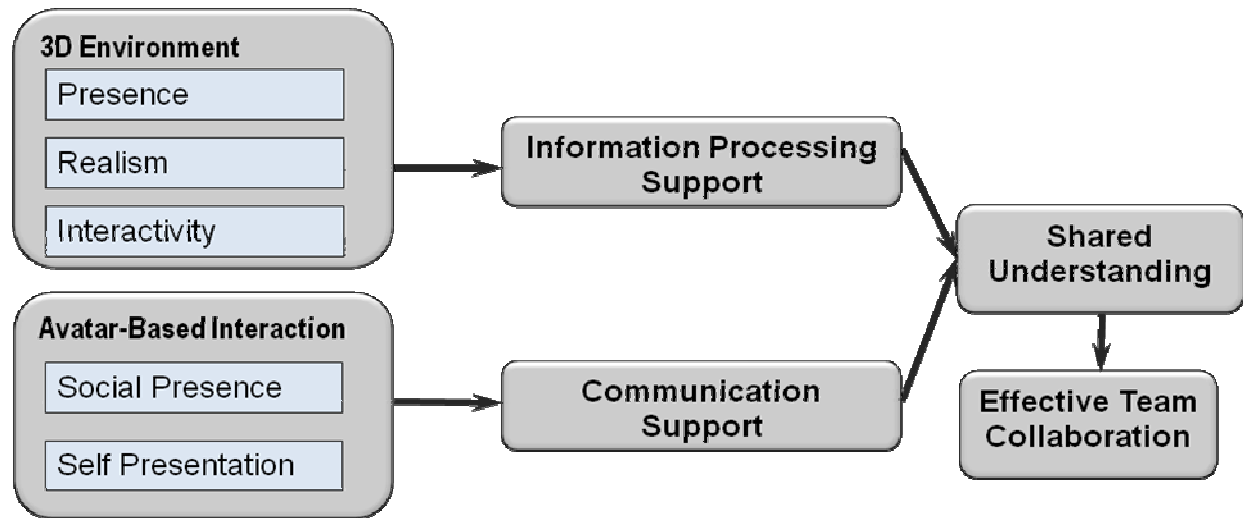 3D Environment
Presence
Realism
Interactivity
Avatar-Based Interaction
Social Presence
Self Presentation
Information Processing
Support
Communication
Support
Shared
Understanding
Effective Team
Collaboration